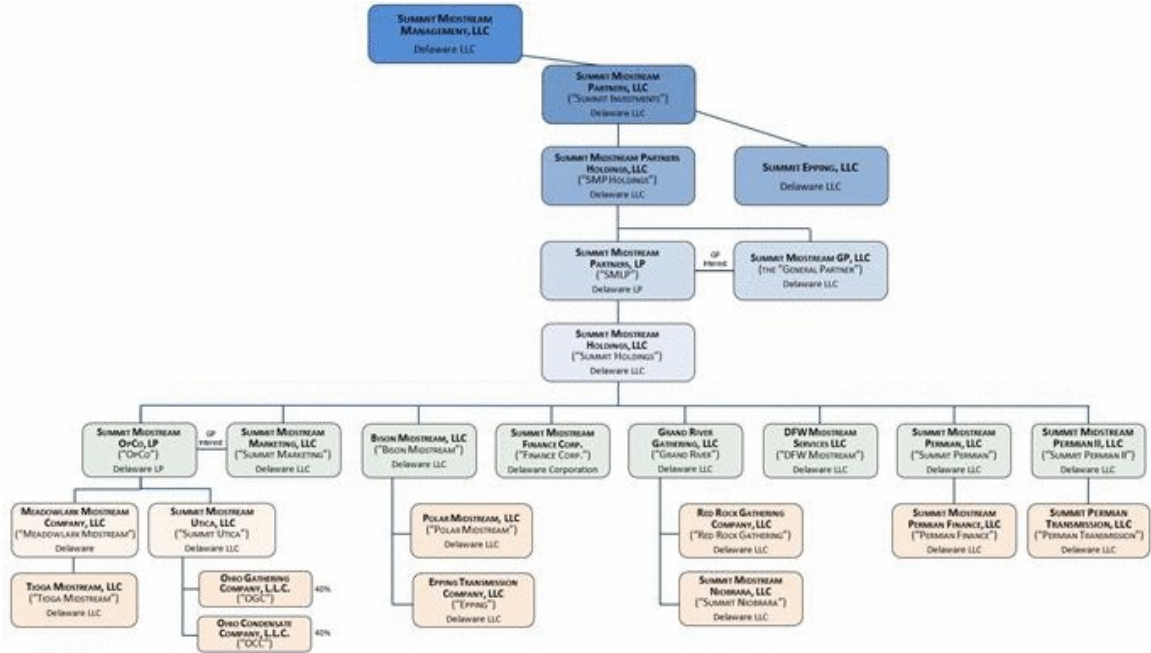 SUMMIT MIDSTREAM
MANAGEMENT, LLC
Delaware LLC
SUMMIT MIDSTREAM
PARTNERS, LLC
("SUMMIT INVESTMENTS")
Delaware LLC
SUMMIT MIDSTREAM PARTNERS
HOLDINGS, LLC
("SMP HOLDINGS")
Delaware LLC
SUMMIT EPPING, LLC
Delaware LLC
SUMMIT MIDSTREAM
PARTNERS, LP
("SMLP")
Delaware LP
GP
Interest
SUMMIT MIDSTREAM GP, LLC
(THE "GENERAL PARTNER")
Delaware LLC
SUMMIT MIDSTREAM
HOLDINGS, LLC
("SUMMIT HOLDINGS")
Delaware LLC
SUMMIT MIDSTREAM
OPCO, LP
("OPCO")
Delaware LP
GP
Interest
SUMMIT MIDSTREAM
MARKETING, LLC
("SUMMIT MARKETING")
Delaware LLC
BISON MIDSTREAM, LLC
("BISON MIDSTREAM")
Delaware LLC
SUMMIT MIDSTREAM
FINANCE CORP.
("FINANCE CORP.")
Delaware Corporation
GRAND RIVER
GATHERING, LLC
("GRAND RIVER")
Delaware LLC
DFW MIDSTREAM
SERVICES LLC
("DFW MIDSTREAM")
Delaware LLC
SUMMIT MIDSTREAM
PERMIAN, LLC
("SUMMIT PERMIAN")
Delaware LLC
SUMMIT MIDSTREAM
PERMIAN II, LLC
("SUMMIT PERMIAN II")
Delaware LLC
MEADOWLARK MIDSTREAM
COMPANY, LLC
("MEADOWLARK MIDSTREAM")
Delaware
SUMMIT MIDSTREAM
UTICA, LLC
("SUMMIT UTICA")
Delaware LLC
POLAR MIDSTREAM, LLC
("POLAR MIDSTREAM")
Delaware LLC
RED ROCK GATHERING
COMPANY, LLC
("RED ROCK GATHERING")
Delaware LLC
SUMMIT MIDSTREAM
PERMIAN FINANCE, LLC
("PERMIAN FINANCE")
Delaware LLC
SUMMIT PERMIAN
TRANSMISSION, LLC
("PERMIAN TRANSMISSION")
Delaware LLC
TIOGA MIDSTREAM, LLC
("TIOGA MIDSTREAM")
Delaware LLC
OHIO GATHERING
COMPANY, L.L.C.
("OGC")
40%
EPPING TRANSMISSION
COMPANY, LLC
("EPPING")
Delaware LLC
SUMMIT MIDSTREAM
NIOBRARA, LLC
("SUMMIT NIOBRARA")
Delaware LLC
OHIO CONDENSATE
COMPANY, L.L.C.
("OCC")
40%